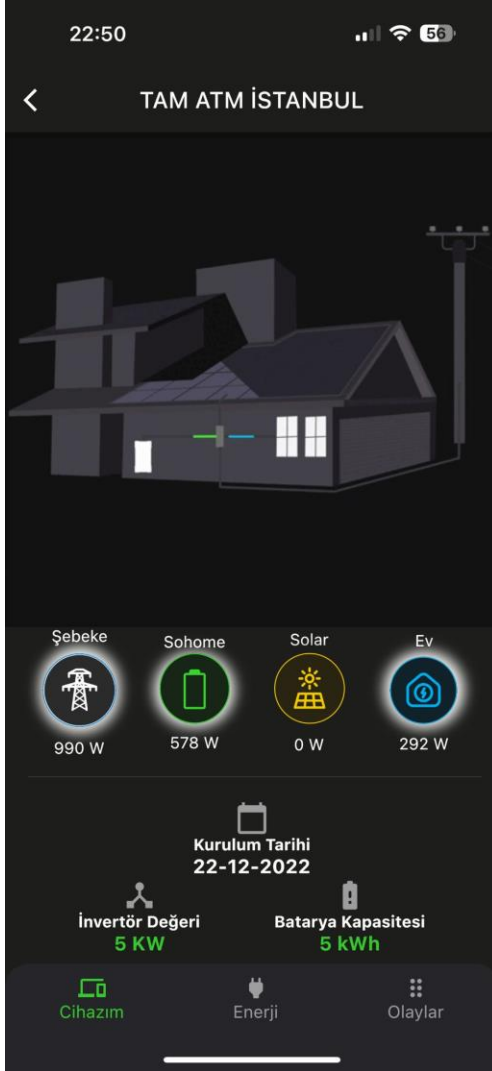 22:50
56
TAM ATM İSTANBUL
Şebeke
Sohome
Solar
Ev
990 W
578 W
0 W
292 W
Kurulum Tarihi
22-12-2022
İnvertör Değeri
Batarya Kapasitesi
5 KW
5 kWh
Cihazım
Enerji
Olaylar